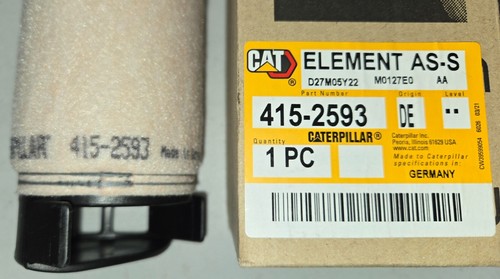 CAT ELEMENT AS-S
D27M05Y22 M0127E0 AA
Part Number Origin Level
415-2593 DE --
Quantity CATERPILLAR®
1 PC
Caterpillar Inc.
Peoria, Illinois 61629 USA
www.cat.com
Made to Caterpillar
specifications in:
GERMANY
415-2593 Made